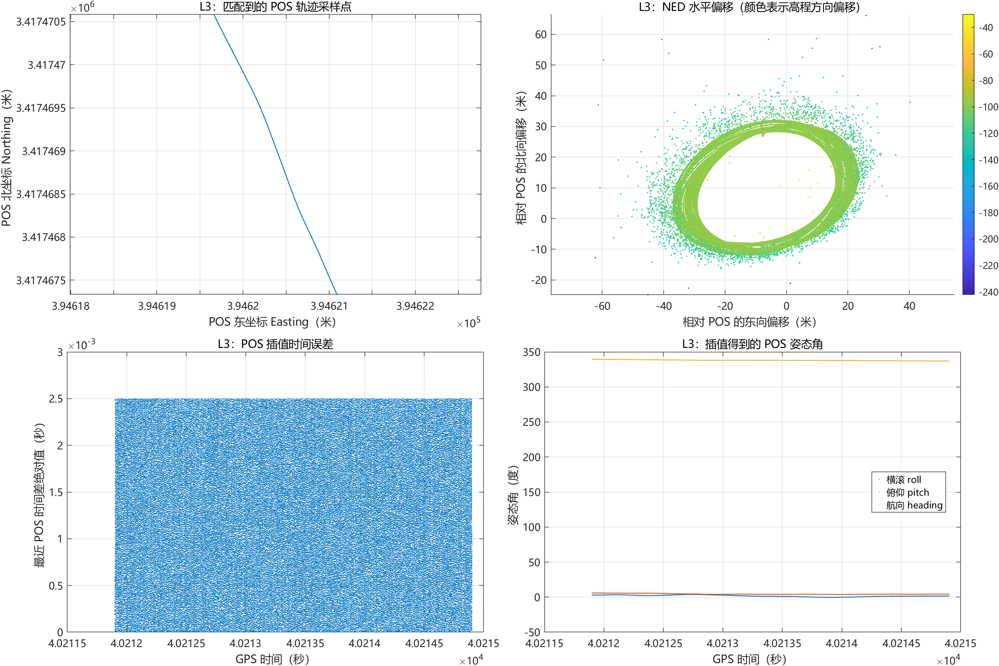 L3：匹配到的 POS 轨迹采样点
×10⁶
3.4174705
3.41747
3.4174695
3.417469
3.4174685
3.417468
3.4174675
POS 北坐标 Northing（米）
3.94618 3.94619 3.9462 3.94621 3.94622
POS 东坐标 Easting（米）
×10⁵
L3：NED 水平偏移（颜色表示高程方向偏移）
60
50
40
30
20
10
0
-10
-20
相对 POS 的北向偏移（米）
-60 -40 -20 0 20 40
相对 POS 的东向偏移（米）
-40
-60
-80
-100
-120
-140
-160
-180
-200
-220
-240
L3：POS 插值时间误差
×10⁻³
3
2.5
2
1.5
1
0.5
0
最近 POS 时间差绝对值（秒）
4.02115 4.0212 4.02125 4.0213 4.02135 4.0214 4.02145 4.0215
GPS 时间（秒）
×10⁴
L3：插值得到的 POS 姿态角
350
300
250
200
150
100
50
0
-50
姿态角（度）
横滚 roll
俯仰 pitch
航向 heading
4.02115 4.0212 4.02125 4.0213 4.02135 4.0214 4.02145 4.0215
GPS 时间（秒）
×10⁴